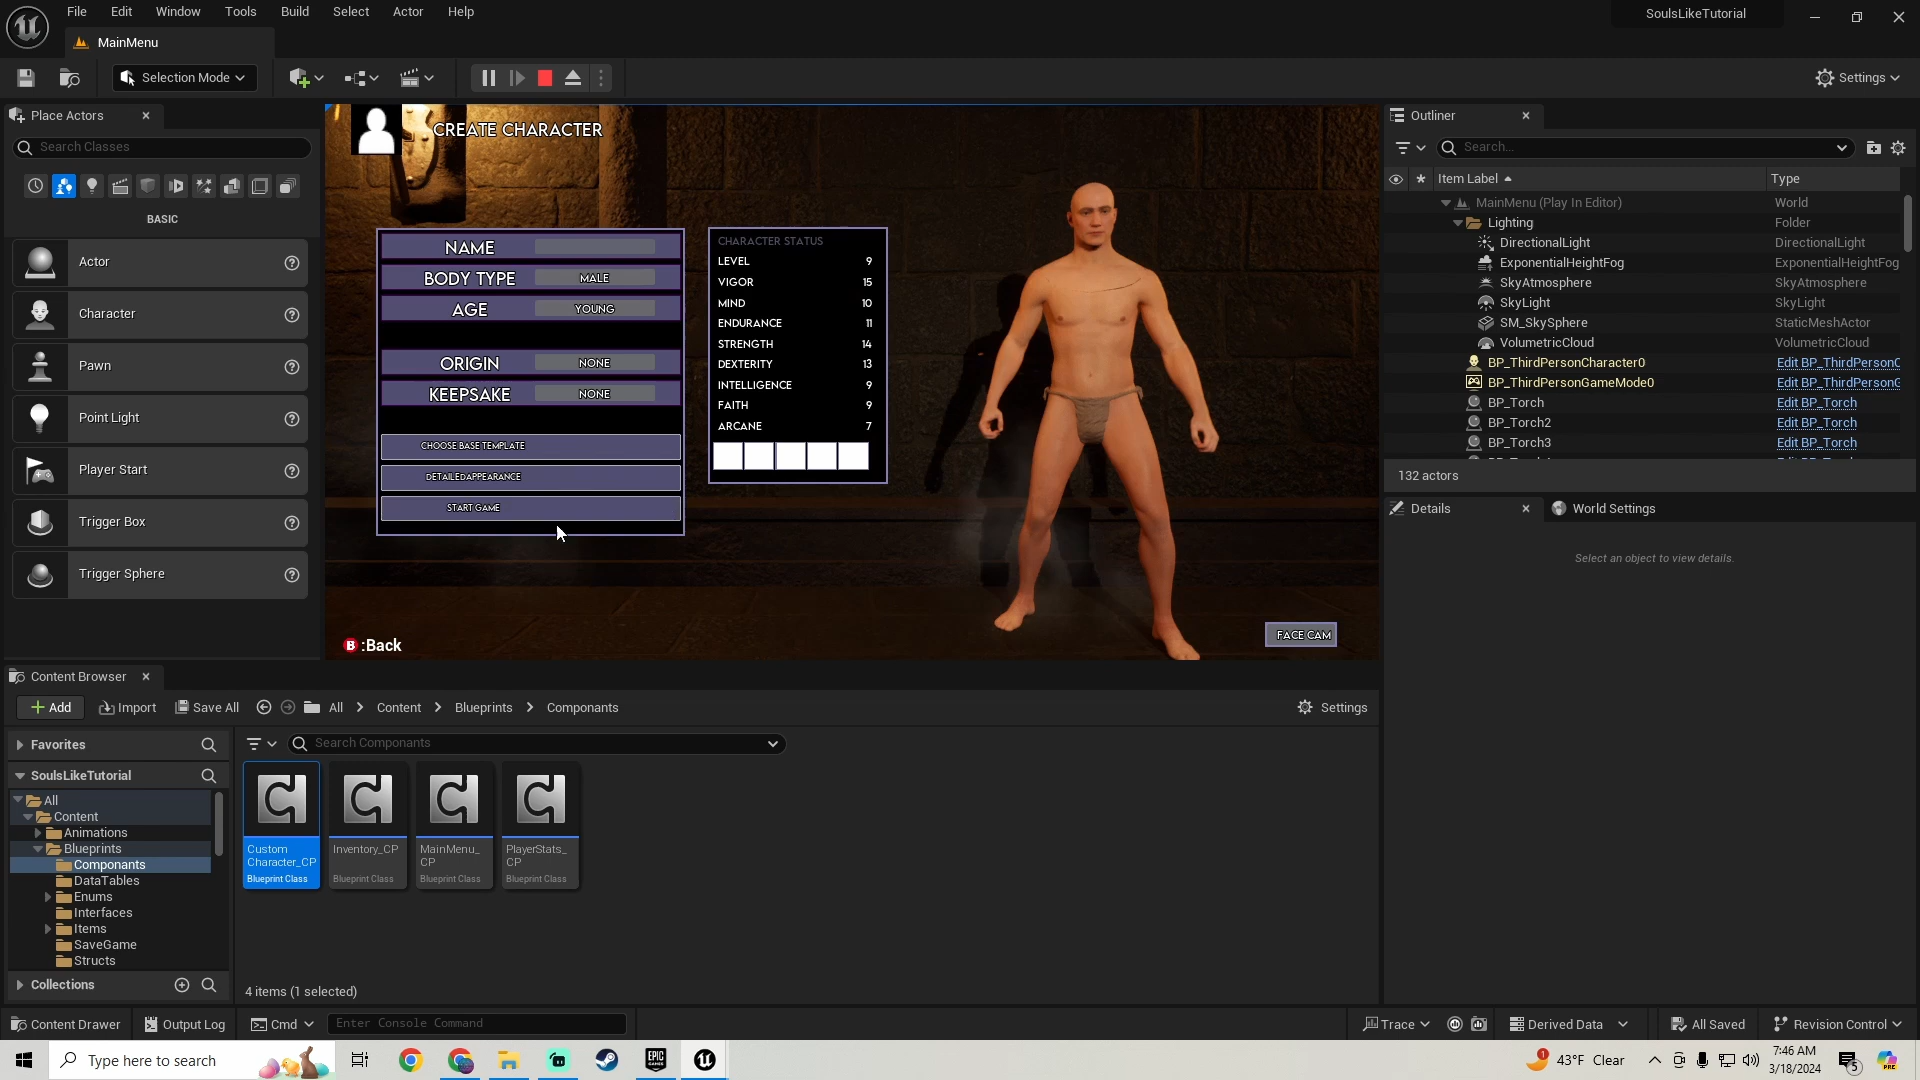 File Edit Window Tools Build Select Actor Help
SoulsLikeTutorial
MainMenu
Selection Mode
Settings
Place Actors
Search Classes
BASIC
Actor
Character
Pawn
Point Light
Player Start
Trigger Box
Trigger Sphere
CREATE CHARACTER
NAME
BODY TYPE MALE
AGE YOUNG
ORIGIN NONE
KEEPSAKE NONE
CHOOSE BASE TEMPLATE
DETAILEDAPPEARANCE
START GAME
CHARACTER STATUS
LEVEL 9
VIGOR 15
MIND 10
ENDURANCE 11
STRENGTH 14
DEXTERITY 13
INTELLIGENCE 9
FAITH 9
ARCANE 7
B :Back
FACE CAM
Outliner
Search...
Item Label Type
MainMenu (Play In Editor) World
Lighting Folder
DirectionalLight DirectionalLight
ExponentialHeightFog ExponentialHeightFog
SkyAtmosphere SkyAtmosphere
SkyLight SkyLight
SM_SkySphere StaticMeshActor
VolumetricCloud VolumetricCloud
BP_ThirdPersonCharacter0 Edit BP_ThirdPersonC
BP_ThirdPersonGameMode0 Edit BP_ThirdPersonG
BP_Torch Edit BP_Torch
BP_Torch2 Edit BP_Torch
BP_Torch3 Edit BP_Torch
132 actors
Details
World Settings
Select an object to view details.
Content Browser
Add Import Save All All > Content > Blueprints > Componants Settings
Favorites
SoulsLikeTutorial
All
Content
Animations
Blueprints
Componants
DataTables
Enums
Interfaces
Items
SaveGame
Structs
Collections
Search Componants
Custom
Character_CP
Blueprint Class
Inventory_CP
Blueprint Class
MainMenu_
CP
Blueprint Class
PlayerStats_
CP
Blueprint Class
4 items (1 selected)
Content Drawer Output Log Cmd Enter Console Command Trace Derived Data All Saved Revision Control
Type here to search
EPIC
GAMES
1
43°F Clear
7:46 AM
3/18/2024
5
PRE